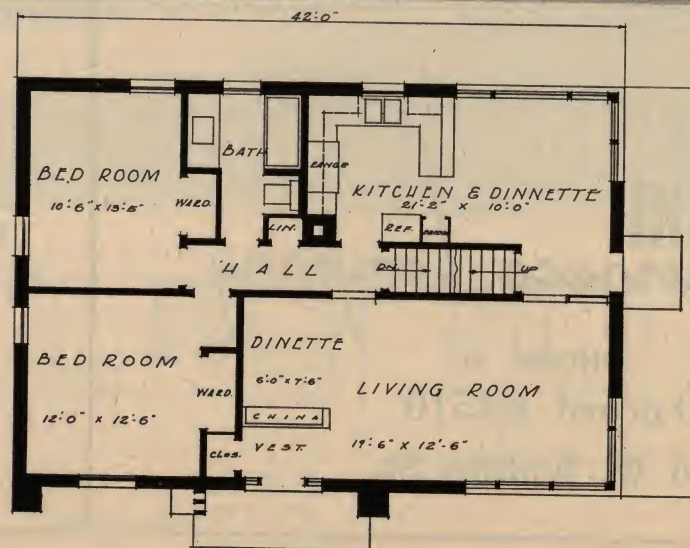 42'-0"
BATH
RANGE
BED ROOM
10'-6" x 13'-5"
WARD.
KITCHEN & DINNETTE
21'-2" x 10'-0"
LIN.
REF.
HALL
DN.
UP
BED ROOM
12'-0" x 12'-6"
WARD.
DINETTE
6'-0" x 7'-6"
LIVING ROOM
19'-6" x 12'-6"
CHINA
CLOS.
VEST.